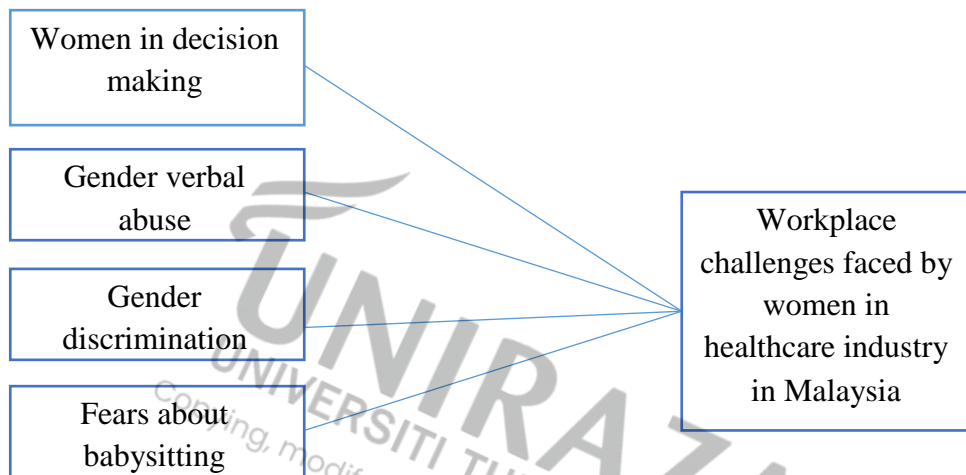 Women in decision
making
Gender verbal
abuse
Gender
discrimination
Fears about
babysitting
Workplace
challenges faced by
women in
healthcare industry
in Malaysia
UNIRAZA
UNIVERSITI TU
Copying, modif